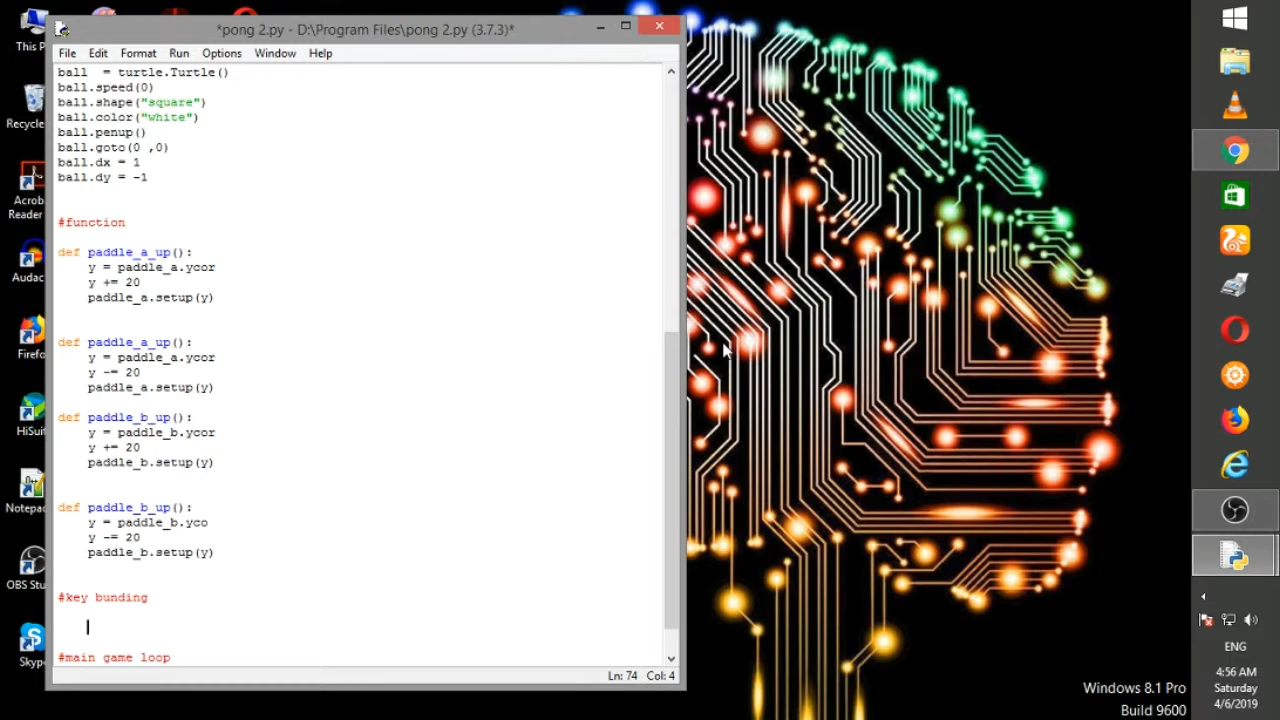 *pong 2.py - D:\Program Files\pong 2.py (3.7.3)*
File Edit Format Run Options Window Help
ball  = turtle.Turtle()
ball.speed(0)
ball.shape("square")
ball.color("white")
ball.penup()
ball.goto(0 ,0)
ball.dx = 1
ball.dy = -1
#function
def paddle_a_up():
    y = paddle_a.ycor
    y += 20
    paddle_a.setup(y)
def paddle_a_up():
    y = paddle_a.ycor
    y -= 20
    paddle_a.setup(y)
def paddle_b_up():
    y = paddle_b.ycor
    y += 20
    paddle_b.setup(y)
def paddle_b_up():
    y = paddle_b.yco
    y -= 20
    paddle_b.setup(y)
#key bunding
#main game loop
Ln: 74 Col: 4
This P
Recycle
Acrob
Reader
Audac
Firefo
HiSuit
Notepa
OBS Stu
Skyp
ENG
4:56 AM
Saturday
4/6/2019
Windows 8.1 Pro
Build 9600